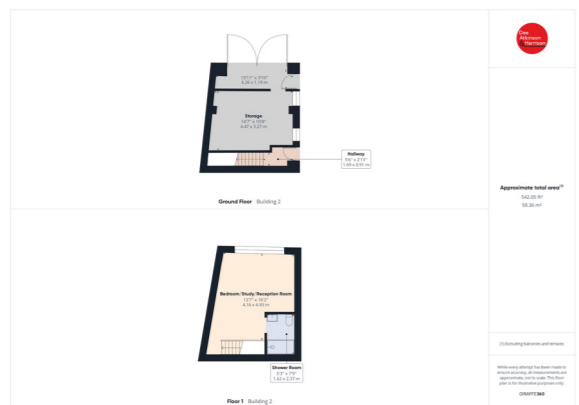 Dee
Atkinson
& Harrison
13'11" x 3'10"
4.26 x 1.19 m
Storage
14'7" x 10'8"
4.47 x 3.27 m
Hallway
5'6" x 2'11"
1.69 x 0.91 m
Ground Floor Building 2
Approximate total area(1)
542.05 ft²
50.36 m²
Bedroom/Study/Reception Room
13'7" x 16'2"
4.16 x 4.93 m
Shower Room
5'3" x 7'9"
1.62 x 2.37 m
Floor 1 Building 2
(1) Excluding balconies and terraces
While every attempt has been made to
ensure accuracy, all measurements are
approximate, not to scale. This floor
plan is for illustrative purposes only.
GIRAFFE360